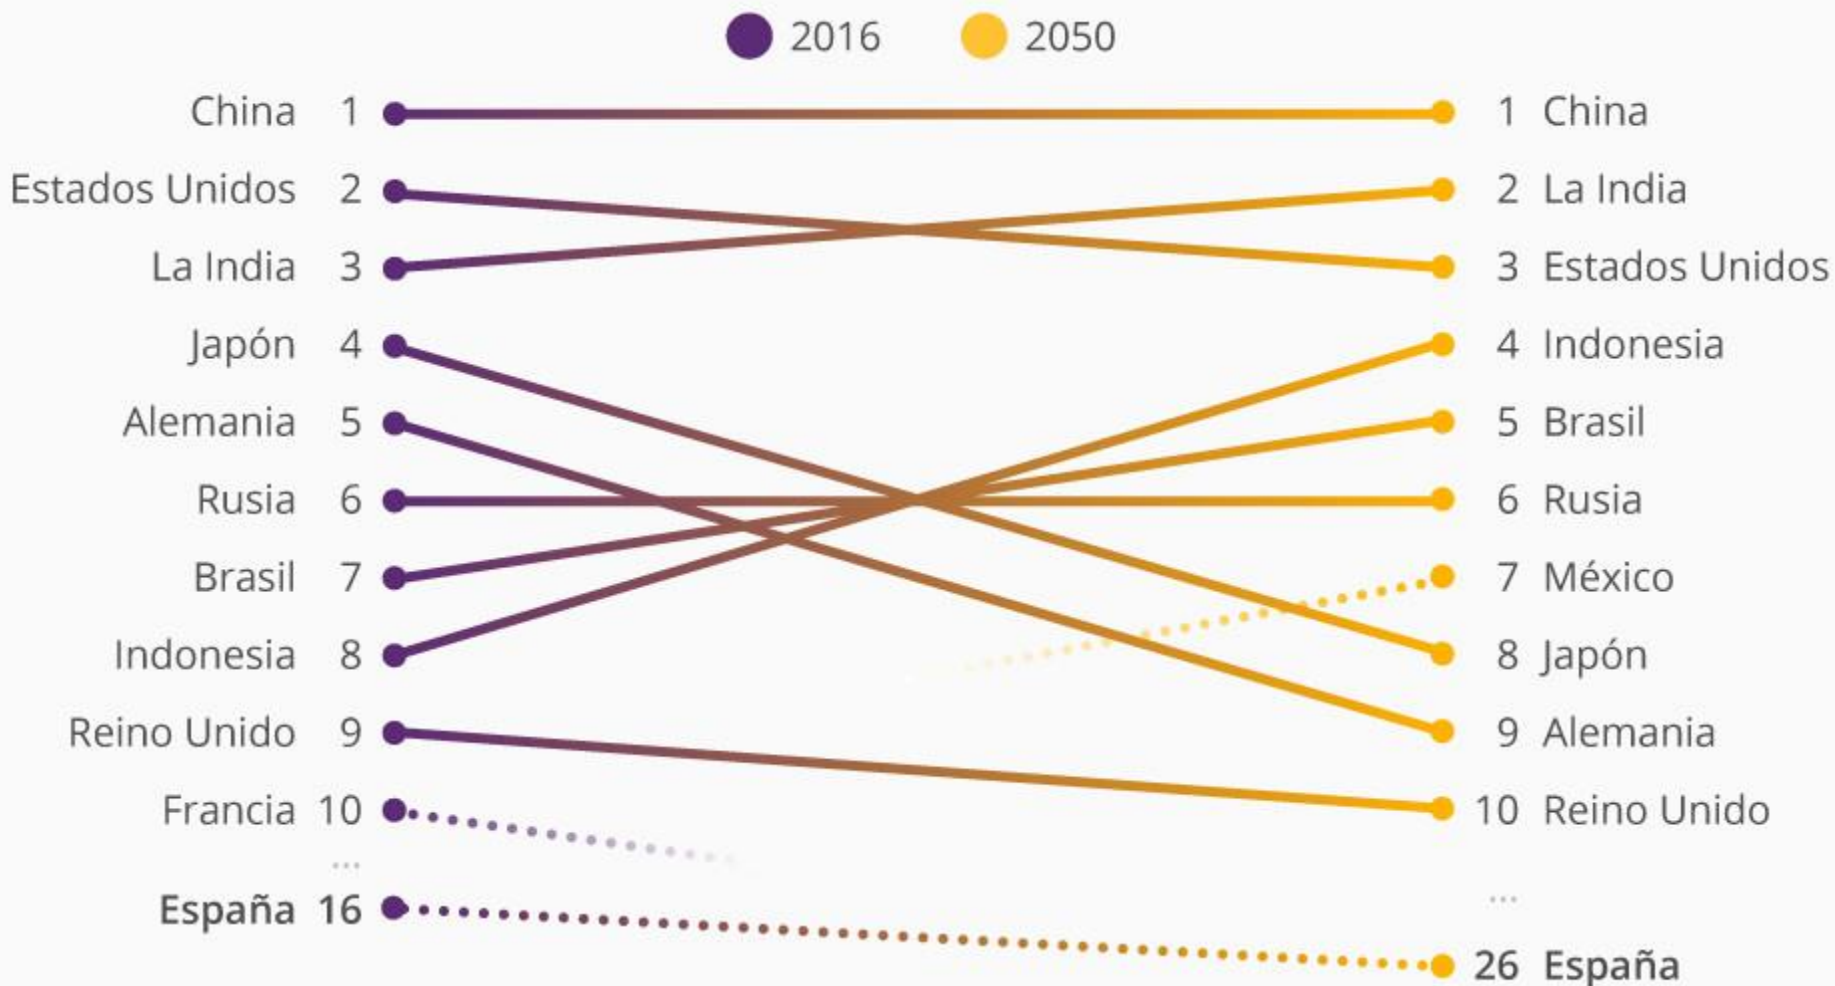 2016 2050
China 1 1 China
Estados Unidos 2 2 La India
La India 3 3 Estados Unidos
Japón 4 4 Indonesia
Alemania 5 5 Brasil
Rusia 6 6 Rusia
Brasil 7 7 México
Indonesia 8 8 Japón
Reino Unido 9 9 Alemania
Francia 10 10 Reino Unido
... ...
España 16 26 España